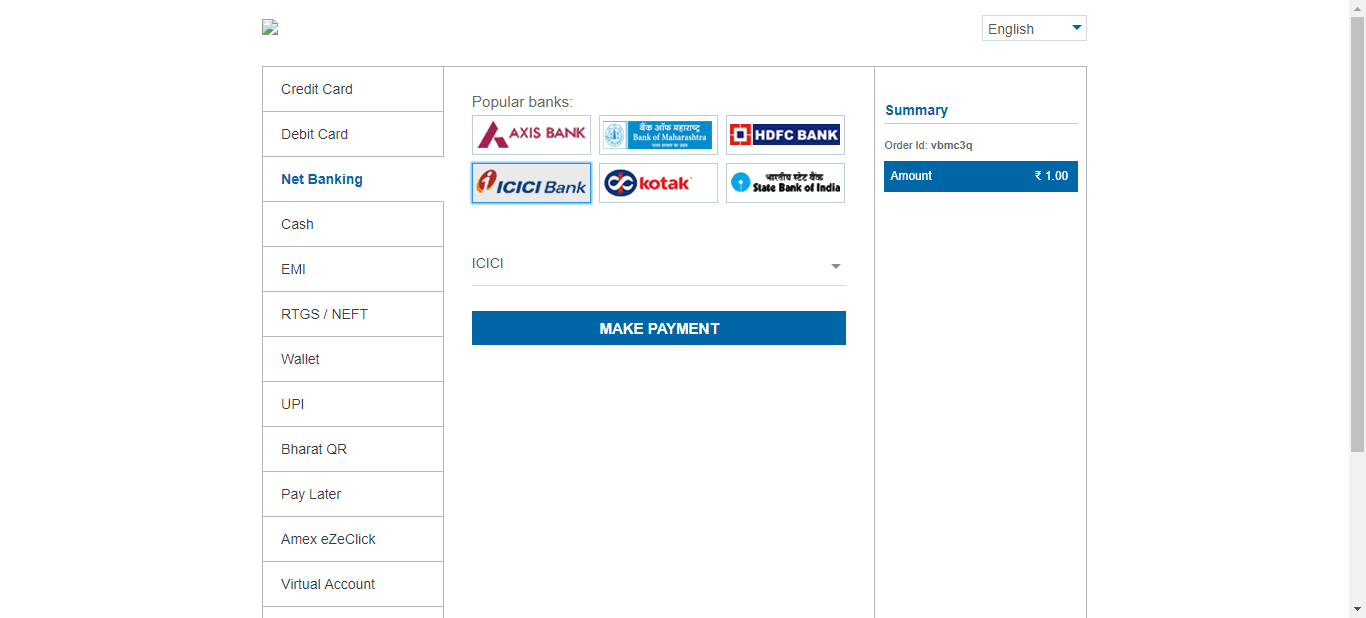 English
Credit Card
Debit Card
Net Banking
Cash
EMI
RTGS / NEFT
Wallet
UPI
Bharat QR
Pay Later
Amex eZeClick
Virtual Account
Popular banks:
AXIS BANK
बैंक ऑफ महाराष्ट्र
Bank of Maharashtra
HDFC BANK
ICICI Bank
kotak
भारतीय स्टेट बैंक
State Bank of India
ICICI
MAKE PAYMENT
Summary
Order Id: vbmc3q
Amount ₹ 1.00